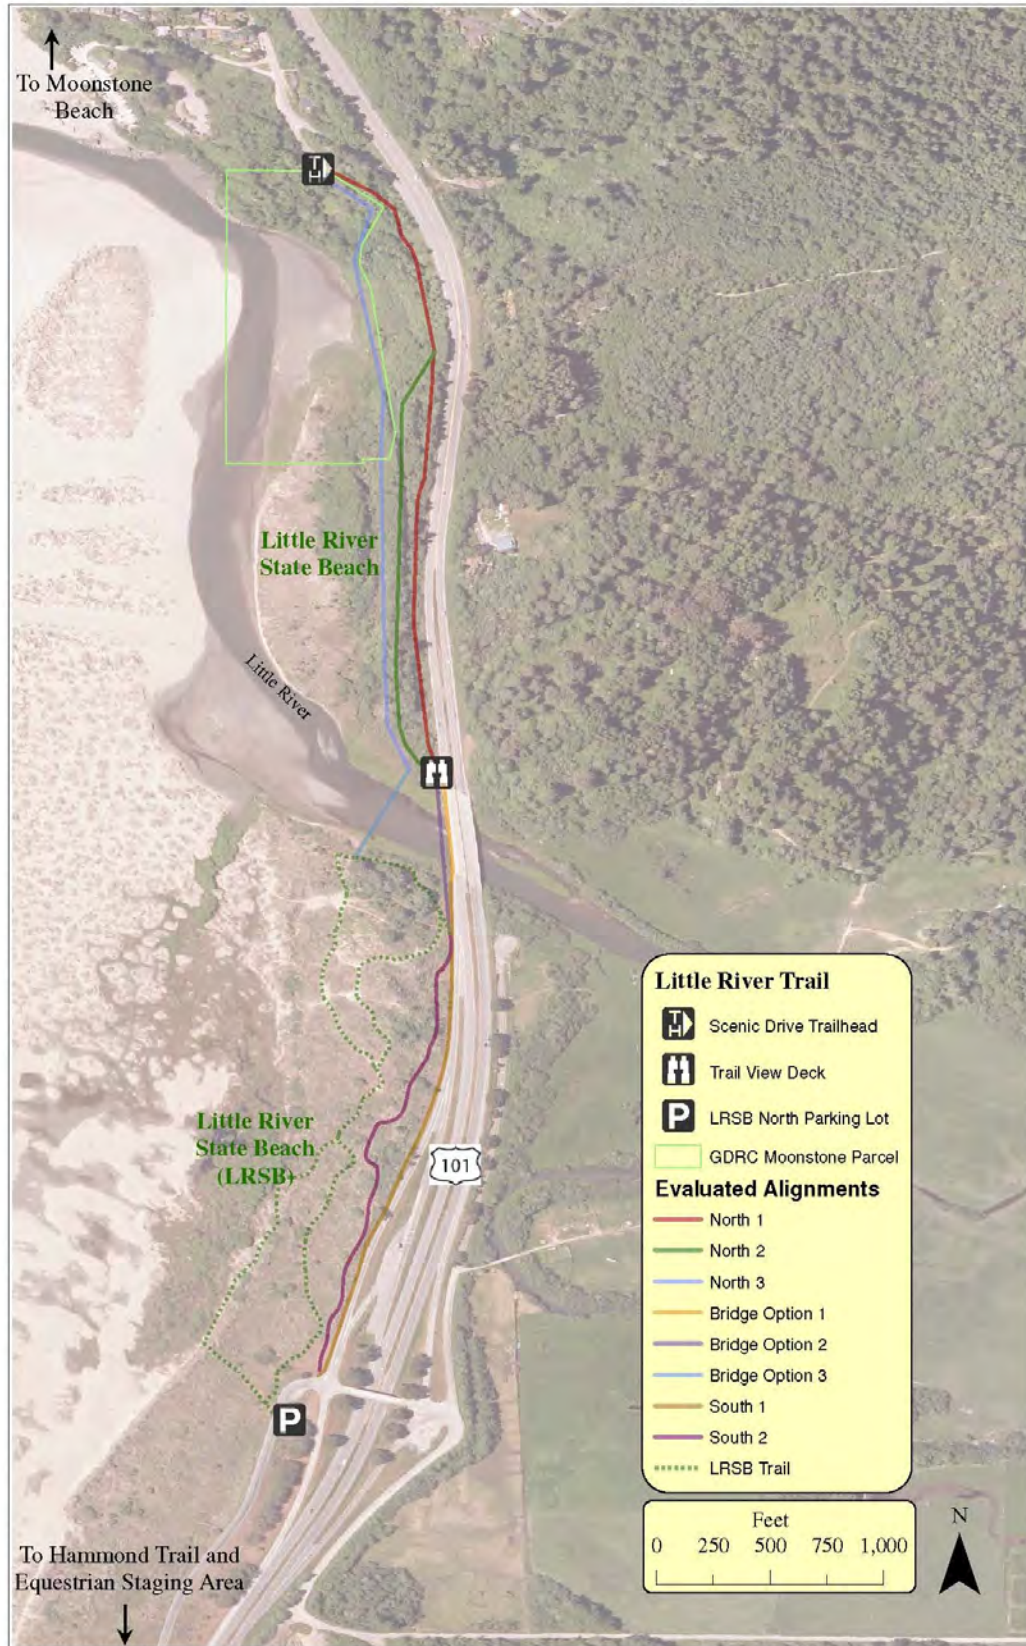 To Moonstone
Beach
T
H
Little River
State Beach
Little River
Little River
State Beach
(LRSB)
101
P
To Hammond Trail and
Equestrian Staging Area
Little River Trail
TH Scenic Drive Trailhead
Trail View Deck
P LRSB North Parking Lot
GDRC Moonstone Parcel
Evaluated Alignments
North 1
North 2
North 3
Bridge Option 1
Bridge Option 2
Bridge Option 3
South 1
South 2
LRSB Trail
Feet
0 250 500 750 1,000
N